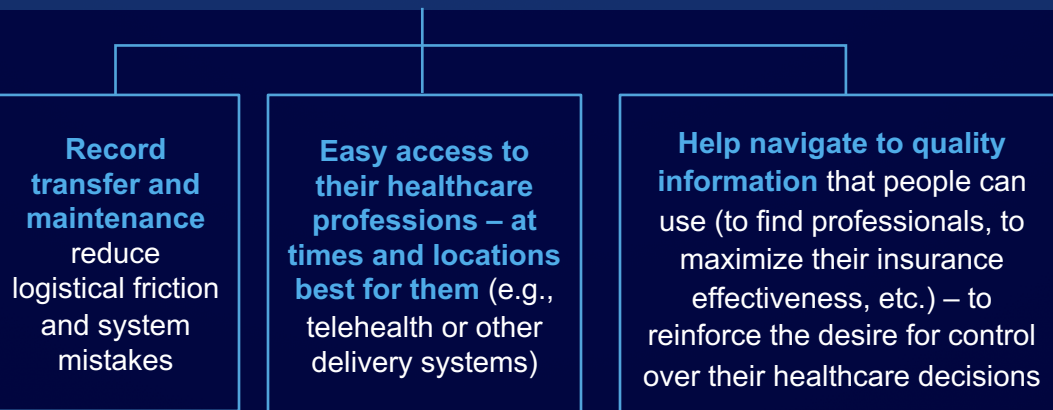 Record
transfer and
maintenance
reduce
logistical friction
and system
mistakes
Easy access to
their healthcare
professions – at
times and locations
best for them (e.g.,
telehealth or other
delivery systems)
Help navigate to quality
information that people can
use (to find professionals, to
maximize their insurance
effectiveness, etc.) – to
reinforce the desire for control
over their healthcare decisions